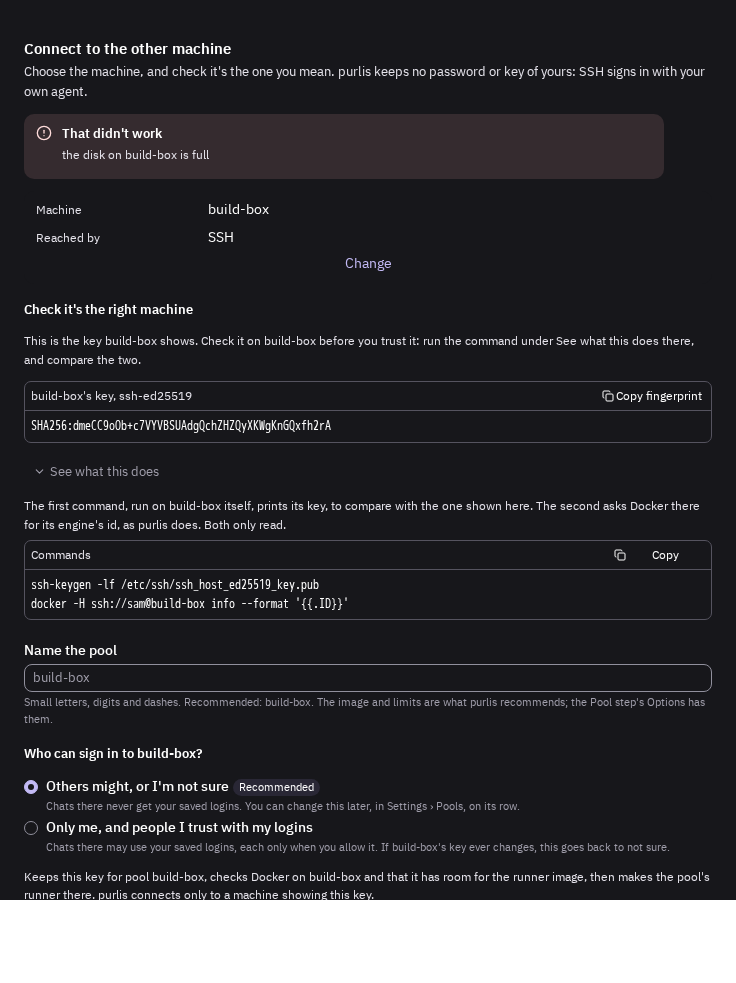 Connect to the other machine
Choose the machine, and check it's the one you mean. purlis keeps no password or key of yours: SSH signs in with your
own agent.
That didn't work
the disk on build-box is full
Machine build-box
Reached by SSH
Change
Check it's the right machine
This is the key build-box shows. Check it on build-box before you trust it: run the command under See what this does there,
and compare the two.
build-box's key, ssh-ed25519 Copy fingerprint
SHA256:dmeCC9oOb+c7VYVBSUAdgQchZHZQyXKWgKnGQxfh2rA
See what this does
The first command, run on build-box itself, prints its key, to compare with the one shown here. The second asks Docker there
for its engine's id, as purlis does. Both only read.
Commands Copy
ssh-keygen -lf /etc/ssh/ssh_host_ed25519_key.pub
docker -H ssh://sam@build-box info --format '{{.ID}}'
Name the pool
build-box
Small letters, digits and dashes. Recommended: build-box. The image and limits are what purlis recommends; the Pool step's Options has
them.
Who can sign in to build-box?
Others might, or I'm not sure Recommended
Chats there never get your saved logins. You can change this later, in Settings › Pools, on its row.
Only me, and people I trust with my logins
Chats there may use your saved logins, each only when you allow it. If build-box's key ever changes, this goes back to not sure.
Keeps this key for pool build-box, checks Docker on build-box and that it has room for the runner image, then makes the pool's
runner there. purlis connects only to a machine showing this key.